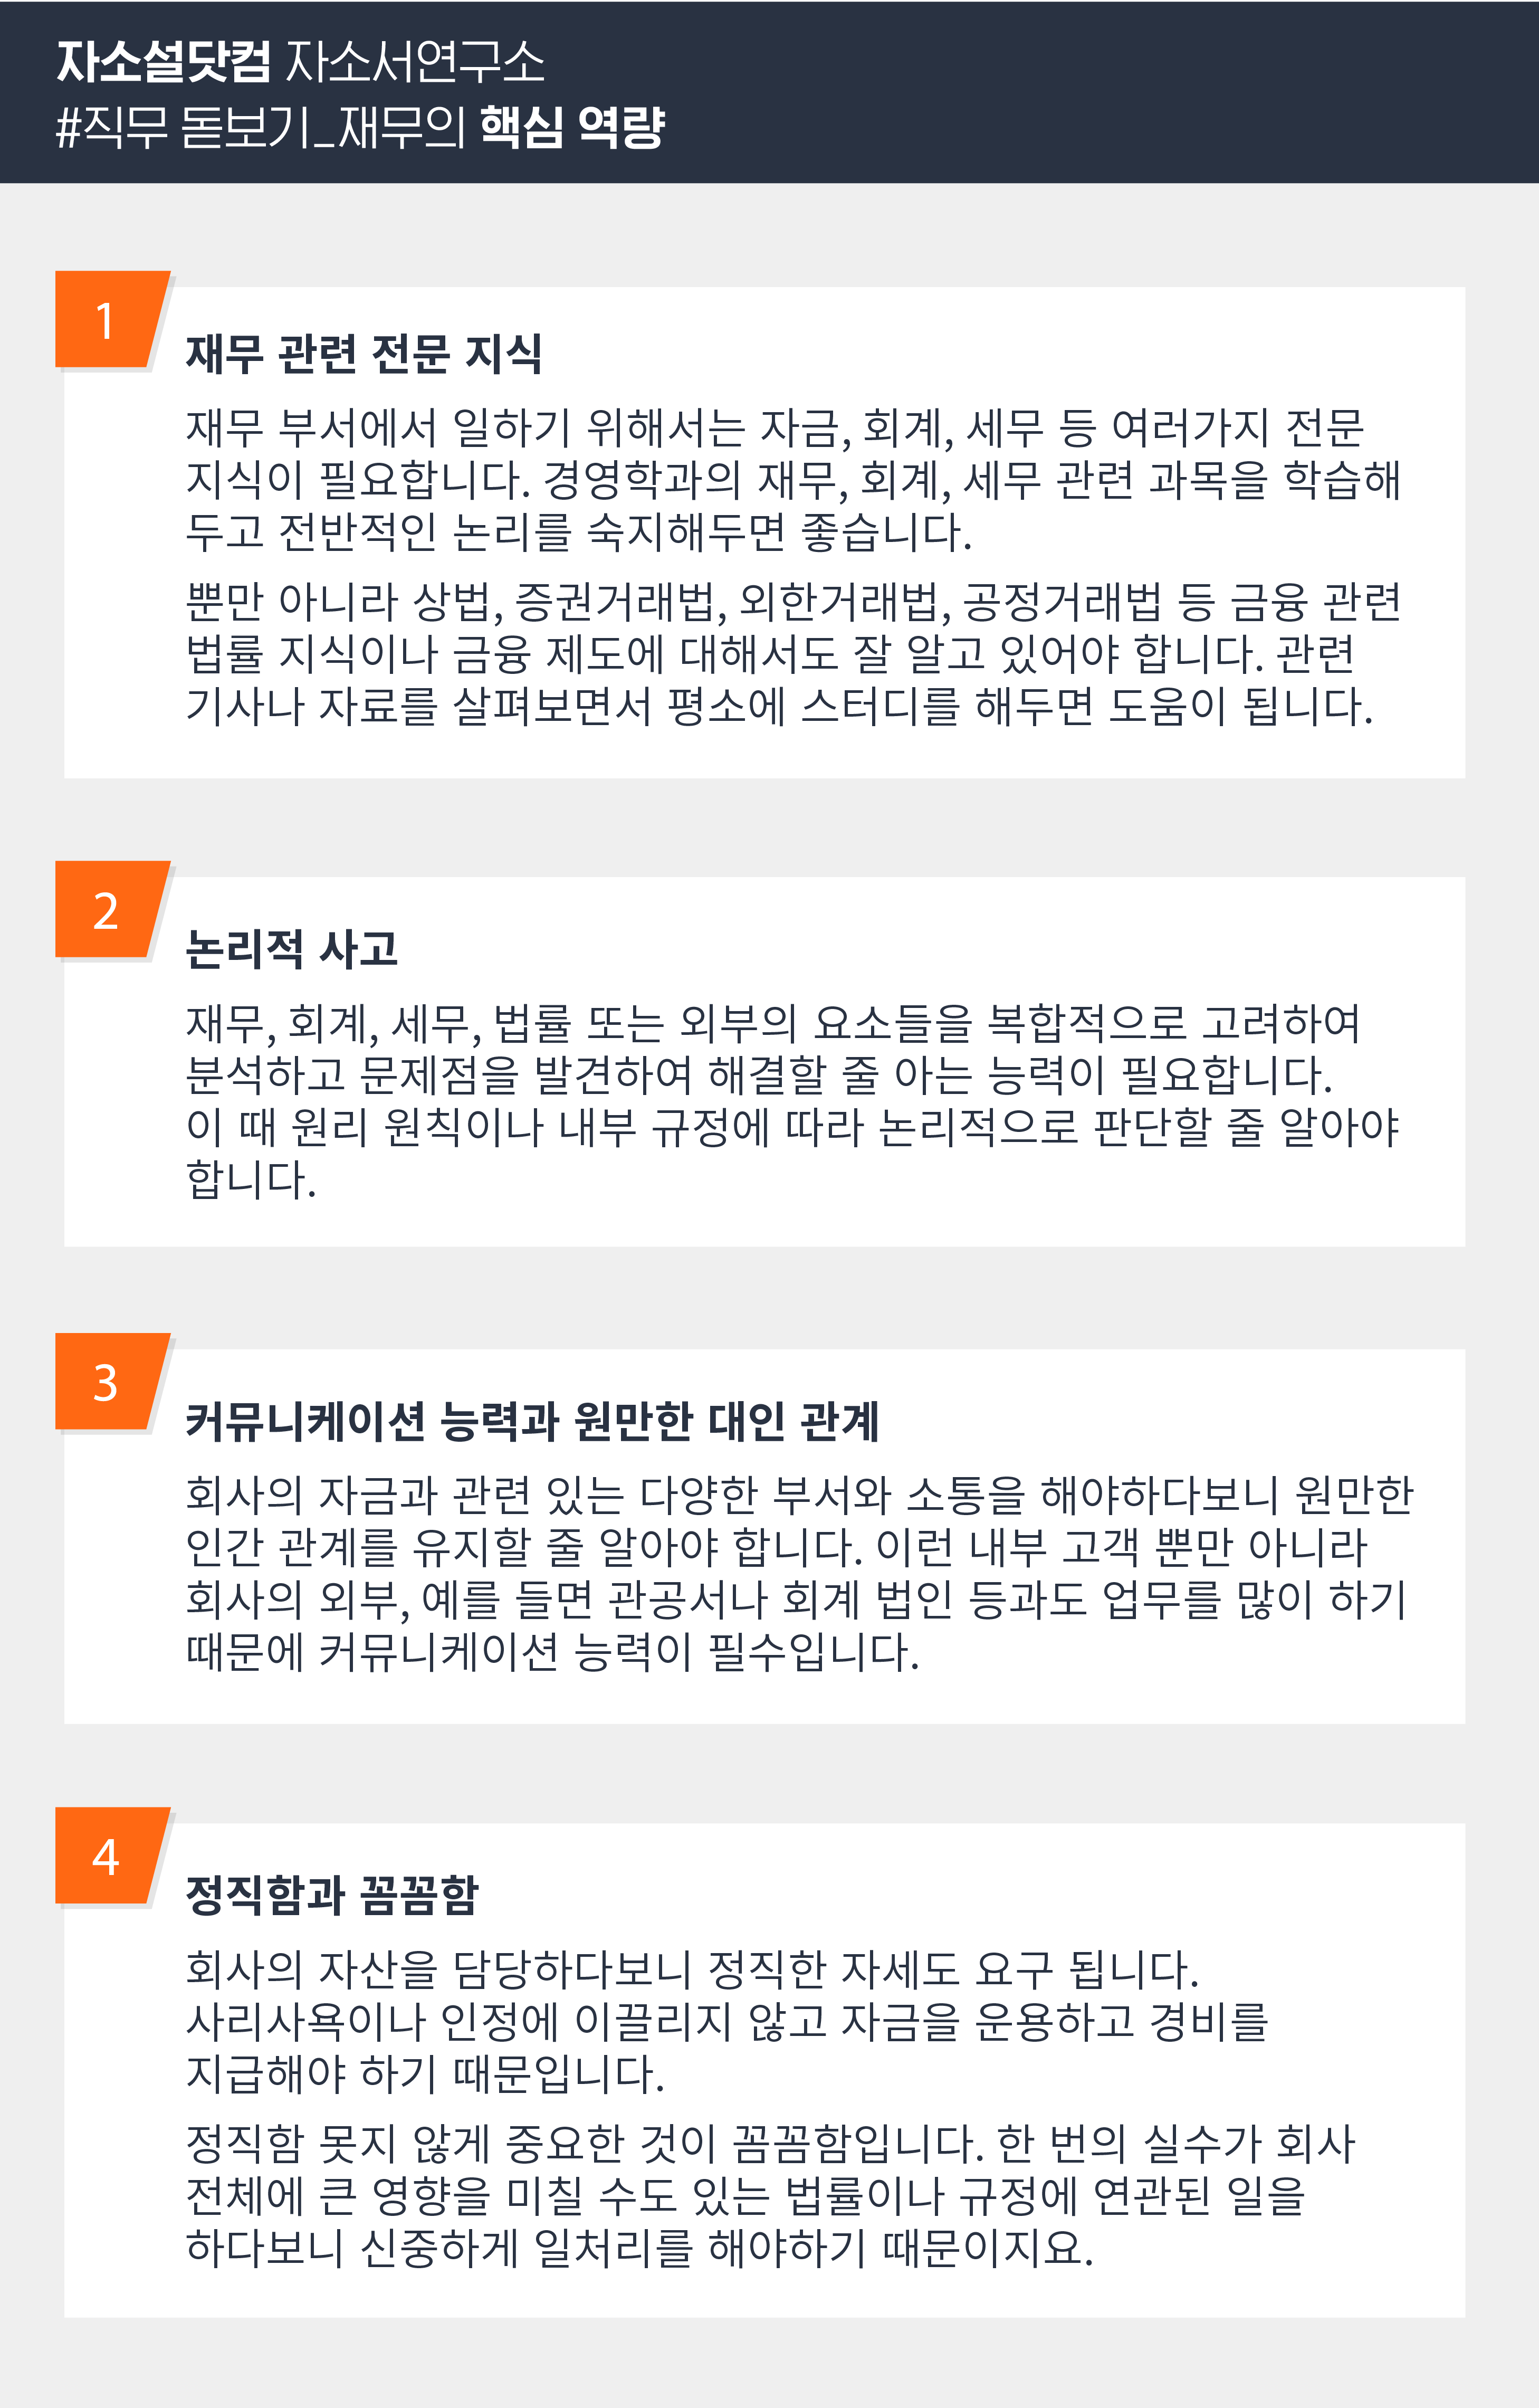 자소설닷컴 자소서연구소
#직무 돋보기_재무의 핵심 역량
1
재무 관련 전문 지식
재무 부서에서 일하기 위해서는 자금, 회계, 세무 등 여러가지 전문
지식이 필요합니다. 경영학과의 재무, 회계, 세무 관련 과목을 학습해
두고 전반적인 논리를 숙지해두면 좋습니다.
뿐만 아니라 상법, 증권거래법, 외한거래법, 공정거래법 등 금융 관련
법률 지식이나 금융 제도에 대해서도 잘 알고 있어야 합니다. 관련
기사나 자료를 살펴보면서 평소에 스터디를 해두면 도움이 됩니다.
2
논리적 사고
재무, 회계, 세무, 법률 또는 외부의 요소들을 복합적으로 고려하여
분석하고 문제점을 발견하여 해결할 줄 아는 능력이 필요합니다.
이 때 원리 원칙이나 내부 규정에 따라 논리적으로 판단할 줄 알아야
합니다.
3
커뮤니케이션 능력과 원만한 대인 관계
회사의 자금과 관련 있는 다양한 부서와 소통을 해야하다보니 원만한
인간 관계를 유지할 줄 알아야 합니다. 이런 내부 고객 뿐만 아니라
회사의 외부, 예를 들면 관공서나 회계 법인 등과도 업무를 많이 하기
때문에 커뮤니케이션 능력이 필수입니다.
4
정직함과 꼼꼼함
회사의 자산을 담당하다보니 정직한 자세도 요구 됩니다.
사리사욕이나 인정에 이끌리지 않고 자금을 운용하고 경비를
지급해야 하기 때문입니다.
정직함 못지 않게 중요한 것이 꼼꼼함입니다. 한 번의 실수가 회사
전체에 큰 영향을 미칠 수도 있는 법률이나 규정에 연관된 일을
하다보니 신중하게 일처리를 해야하기 때문이지요.